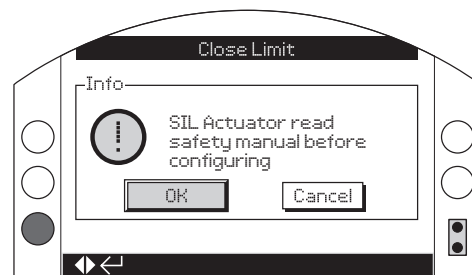 Close Limit
Info
SIL Actuator read
safety manual before
configuring
OK
Cancel